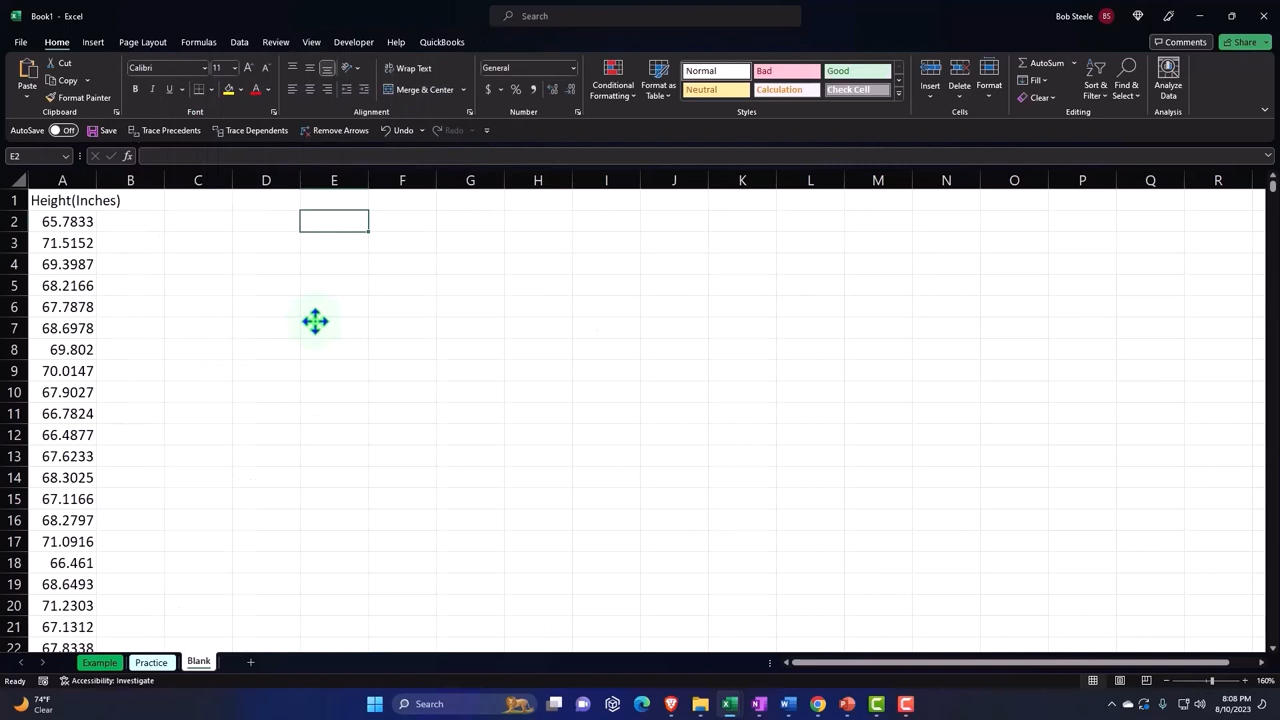 Book1 - Excel
Search
Bob Steele
BS
File Home Insert Page Layout Formulas Data Review View Developer Help QuickBooks
Comments
Share
Paste
Cut
Copy
Format Painter
Clipboard
Calibri
11
B I U
Font
Wrap Text
Merge & Center
Alignment
General
$ % 9
Number
Conditional Formatting
Format as Table
Normal Bad Good
Neutral Calculation Check Cell
Styles
Insert Delete Format
Cells
AutoSum
Fill
Clear
Sort & Filter
Find & Select
Editing
Analyze Data
Analysis
AutoSave Off Save Trace Precedents Trace Dependents Remove Arrows Undo Redo
E2 fx
A B C D E F G H I J K L M N O P Q R
1 Height(Inches)
2 65.7833
3 71.5152
4 69.3987
5 68.2166
6 67.7878
7 68.6978
8 69.802
9 70.0147
10 67.9027
11 66.7824
12 66.4877
13 67.6233
14 68.3025
15 67.1166
16 68.2797
17 71.0916
18 66.461
19 68.6493
20 71.2303
21 67.1312
22 67.8338
Example Practice Blank
Ready Accessibility: Investigate 160%
74°F
Clear
Search
8:08 PM
8/10/2023